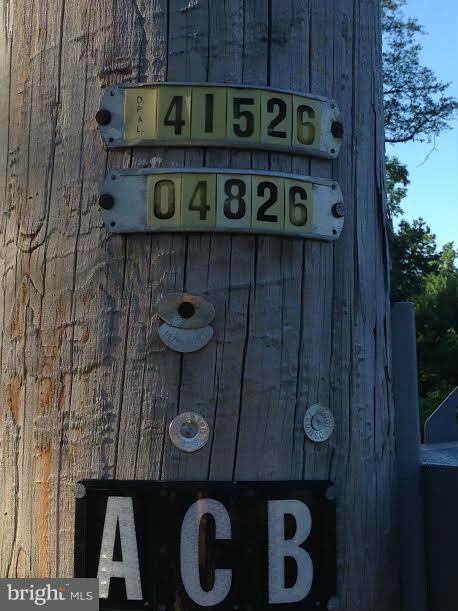 D.P.&L. 41526
04826
ACB
bright MLS